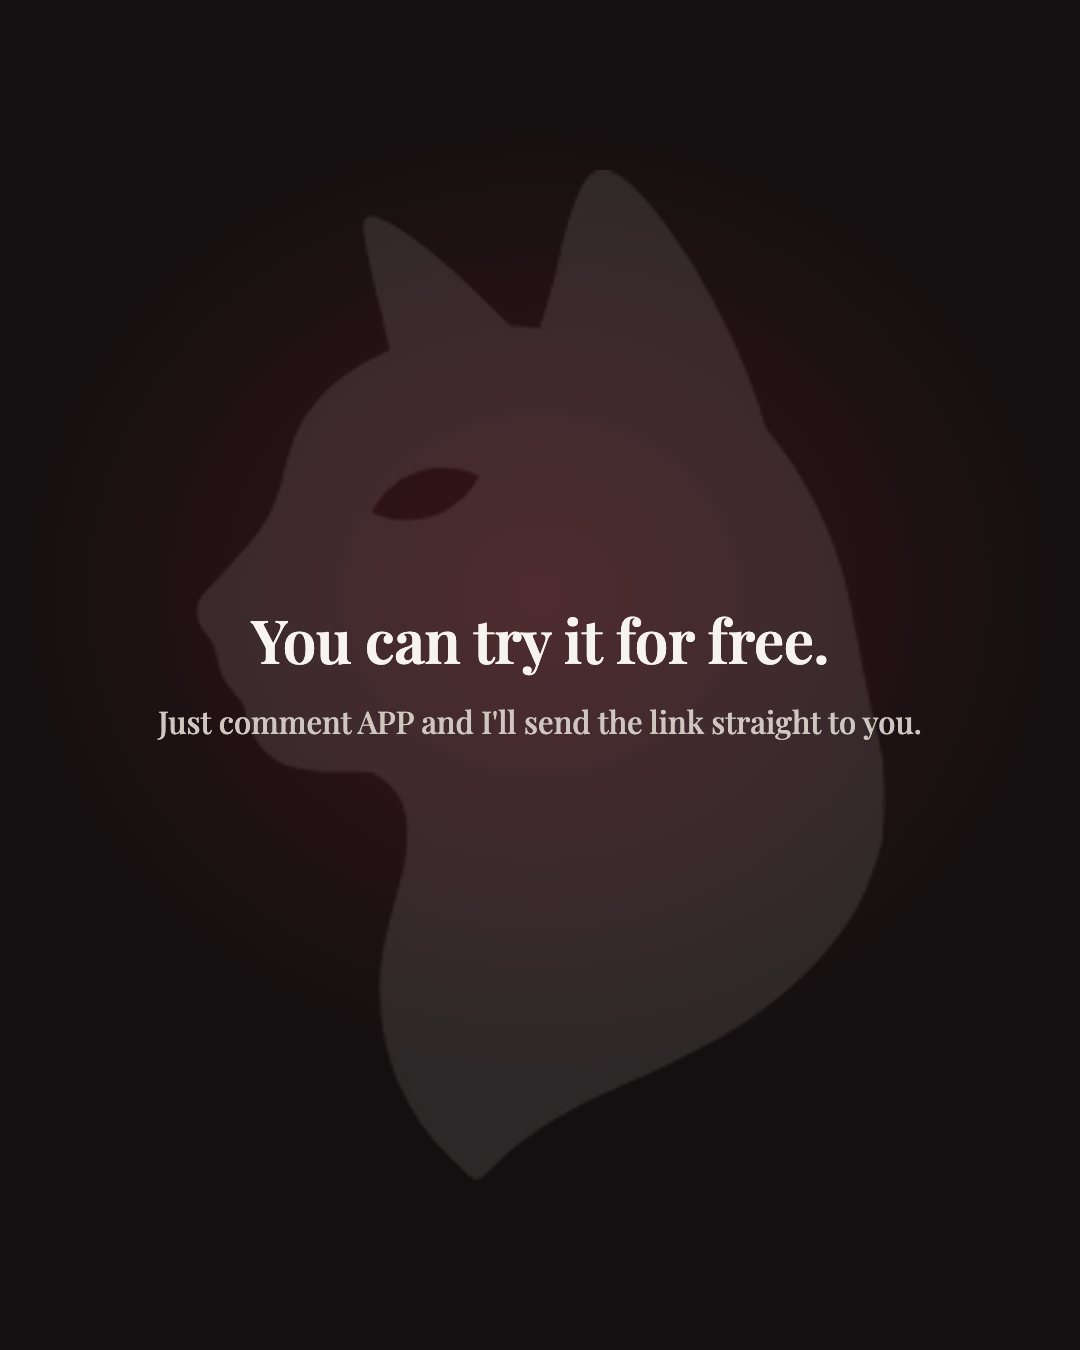 You can try it for free.
Just comment APP and I'll send the link straight to you.